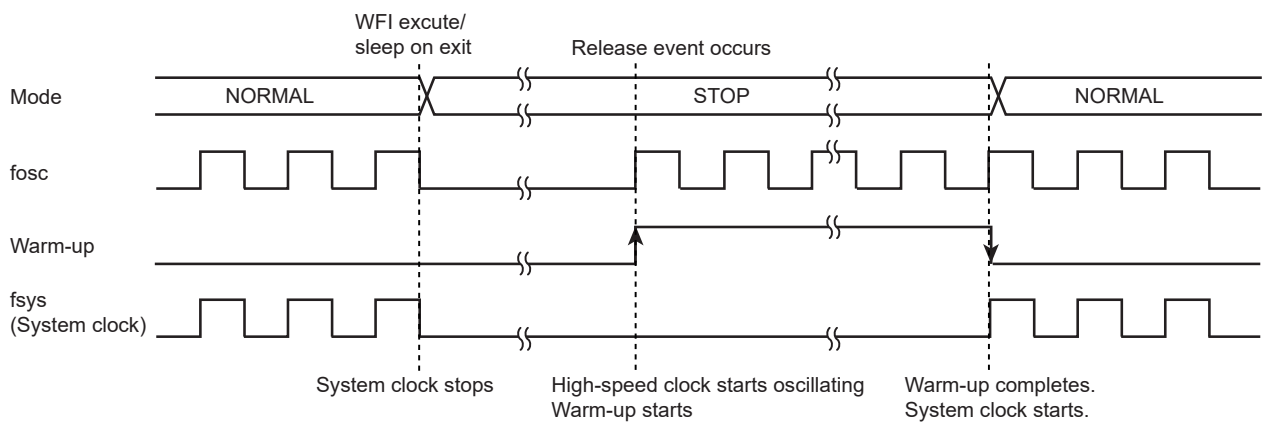 WFI excute/
sleep on exit
Release event occurs
Mode
NORMAL
STOP
NORMAL
fosc
Warm-up
fsys
(System clock)
System clock stops
High-speed clock starts oscillating
Warm-up starts
Warm-up completes.
System clock starts.